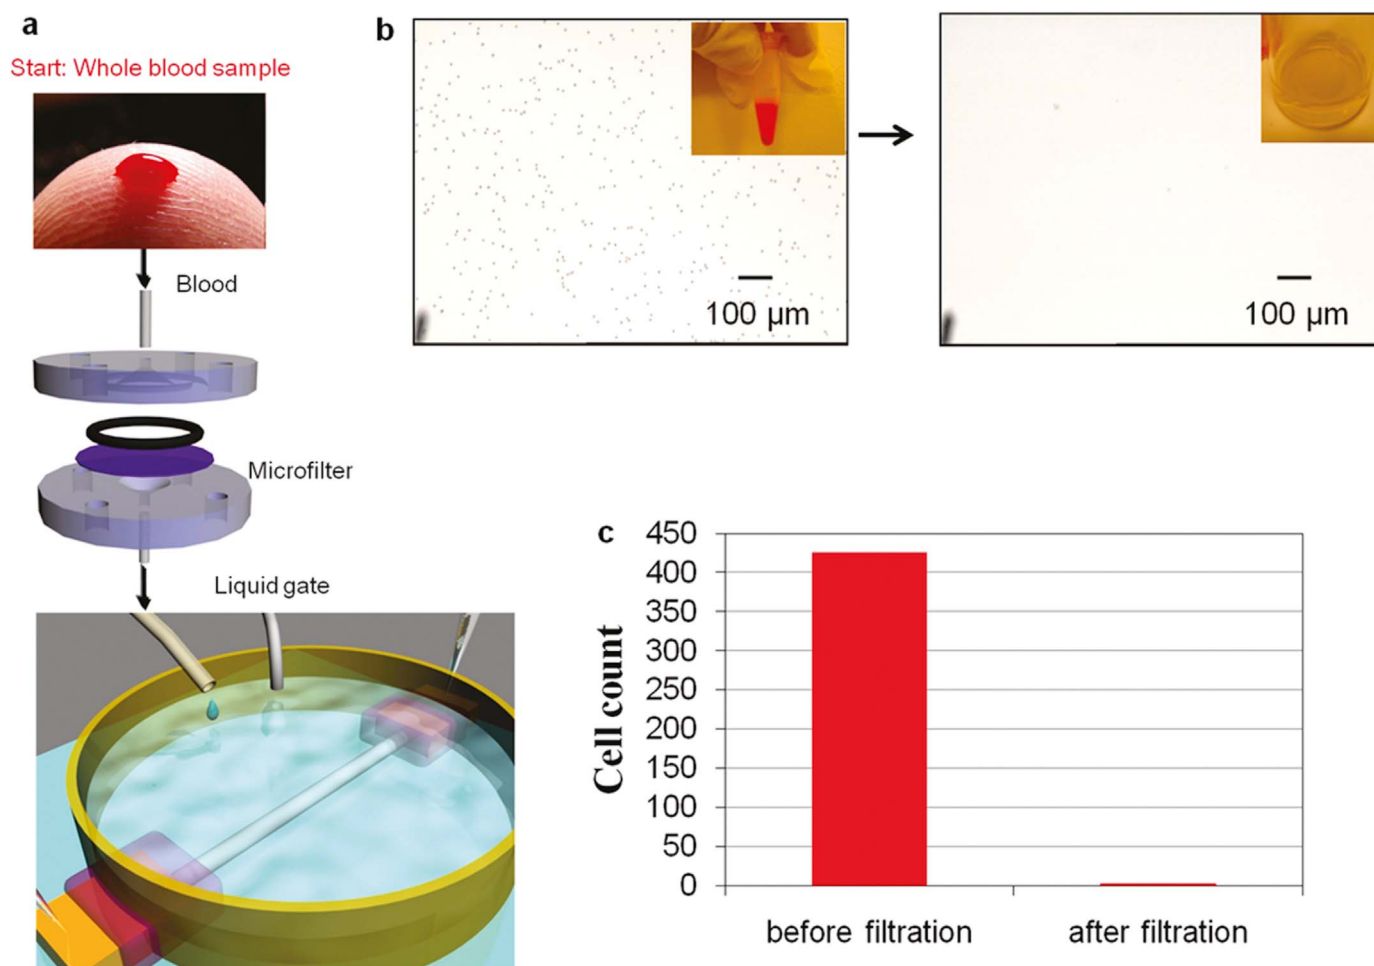 a
Start: Whole blood sample
Blood
Microfilter
Liquid gate
b
100 µm
100 µm
c
Cell count
450
400
350
300
250
200
150
100
50
0
before filtration
after filtration